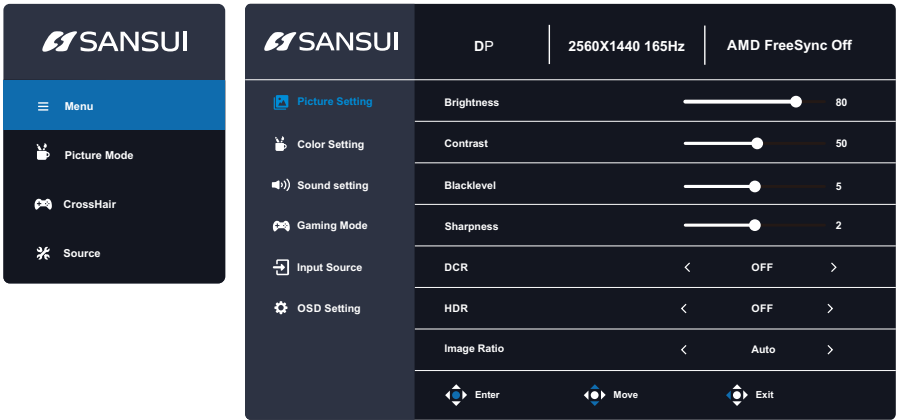 SANSUI
Menu
Picture Mode
CrossHair
Source
SANSUI
DP
2560X1440 165Hz
AMD FreeSync Off
Picture Setting
Color Setting
Sound setting
Gaming Mode
Input Source
OSD Setting
Brightness 80
Contrast 50
Blacklevel 5
Sharpness 2
DCR OFF
HDR OFF
Image Ratio Auto
Enter Move Exit